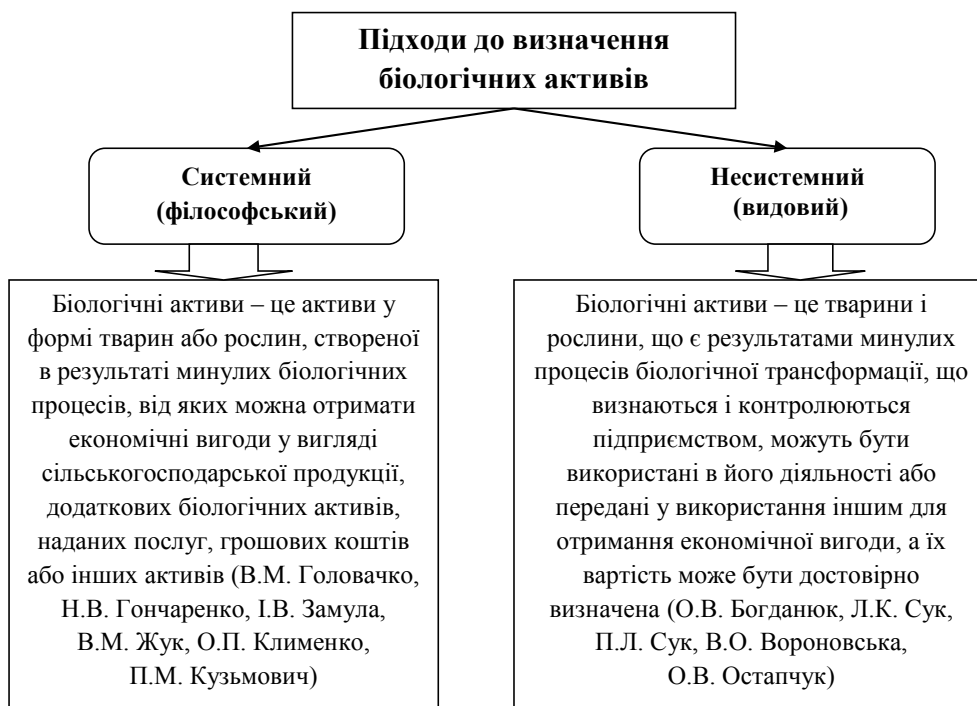 Підходи до визначення
біологічних активів
Системний
(філософський)
Несистемний
(видовий)
Біологічні активи – це активи у
формі тварин або рослин, створеної
в результаті минулих біологічних
процесів, від яких можна отримати
економічні вигоди у вигляді
сільськогосподарської продукції,
додаткових біологічних активів,
наданих послуг, грошових коштів
або інших активів (В.М. Головачко,
Н.В. Гончаренко, І.В. Замула,
В.М. Жук, О.П. Клименко,
П.М. Кузьмович)
Біологічні активи – це тварини і
рослини, що є результатами минулих
процесів біологічної трансформації, що
визнаються і контролюються
підприємством, можуть бути
використані в його діяльності або
передані у використання іншим для
отримання економічної вигоди, а їх
вартість може бути достовірно
визначена (О.В. Богданюк, Л.К. Сук,
П.Л. Сук, В.О. Вороновська,
О.В. Остапчук)